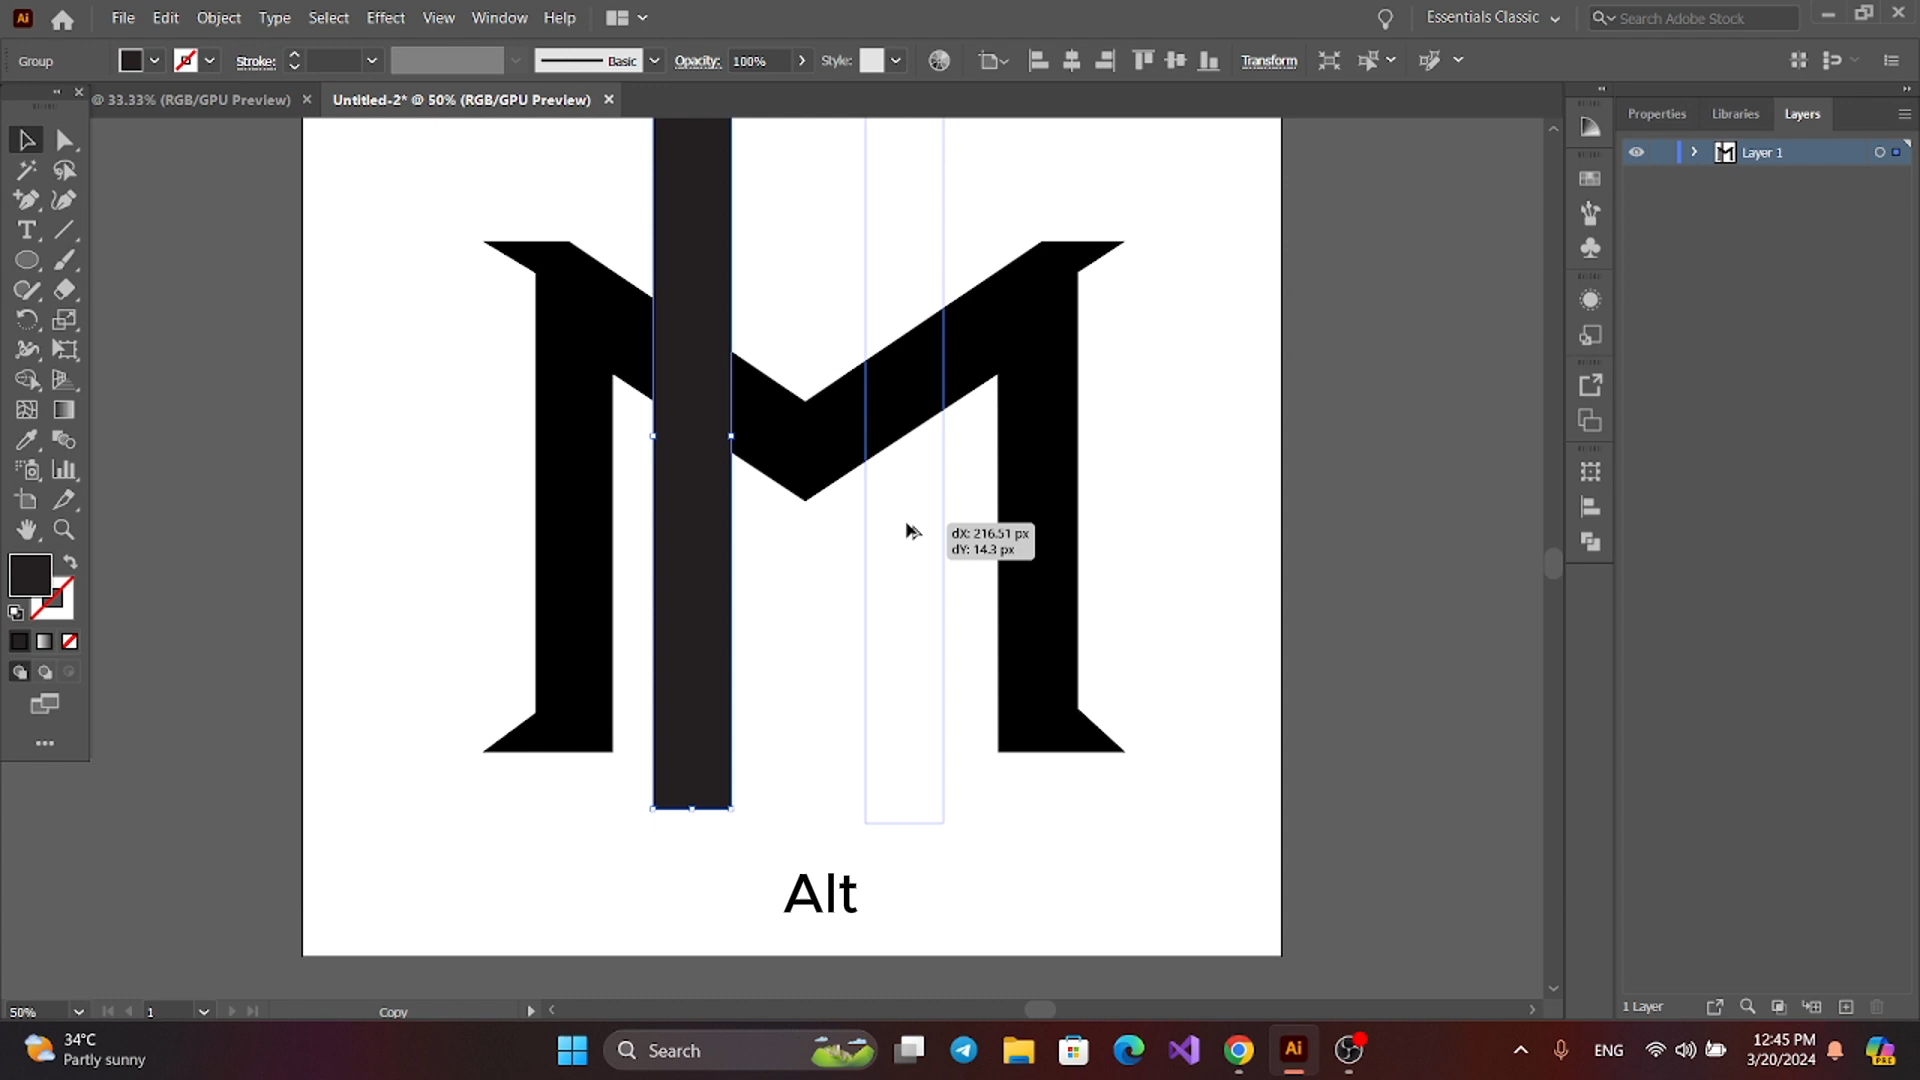 File Edit Object Type Select Effect View Window Help
Essentials Classic
Search Adobe Stock
Group
Stroke:
Basic
Opacity: 100%
Style:
Transform
@ 33.33% (RGB/GPU Preview)
Untitled-2* @ 50% (RGB/GPU Preview)
Properties Libraries Layers
Layer 1
dX: 216.51 px
dY: 14.3 px
Alt
50%
1
Copy
1 Layer
34°C
Partly sunny
Search
Ai
ENG
12:45 PM
3/20/2024